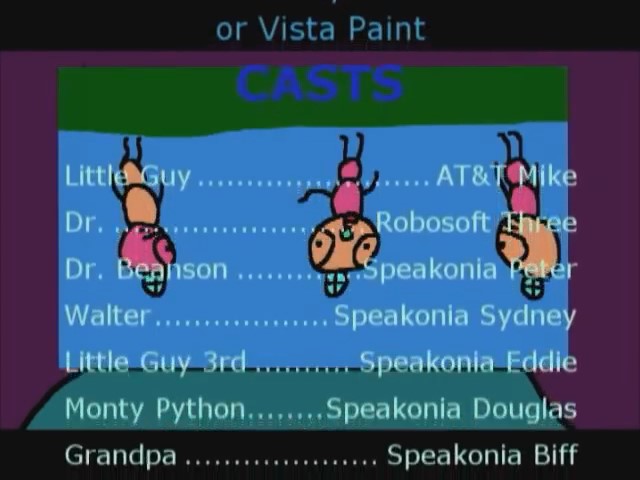 or Vista Paint
CASTS
Little Guy ........................ AT&T Mike
Dr. .......................... Robosoft Three
Dr. Beanson ............ Speakonia Peter
Walter.................. Speakonia Sydney
Little Guy 3rd .......... Speakonia Eddie
Monty Python........Speakonia Douglas
Grandpa .................... Speakonia Biff